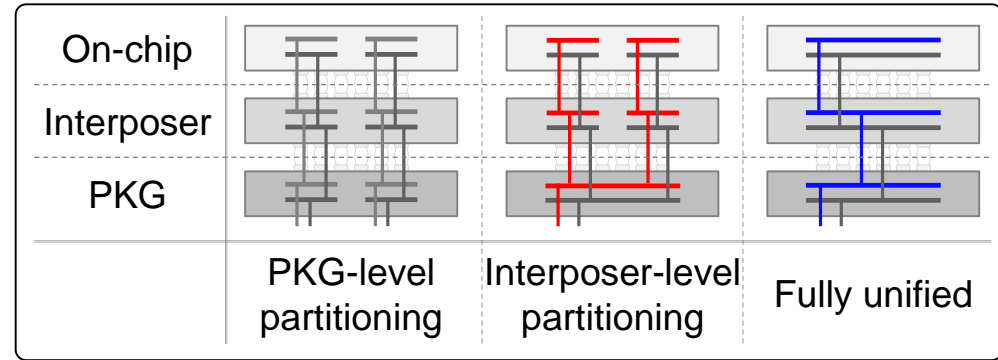 On-chip
Interposer
PKG
PKG-level
partitioning
Interposer-level
partitioning
Fully unified